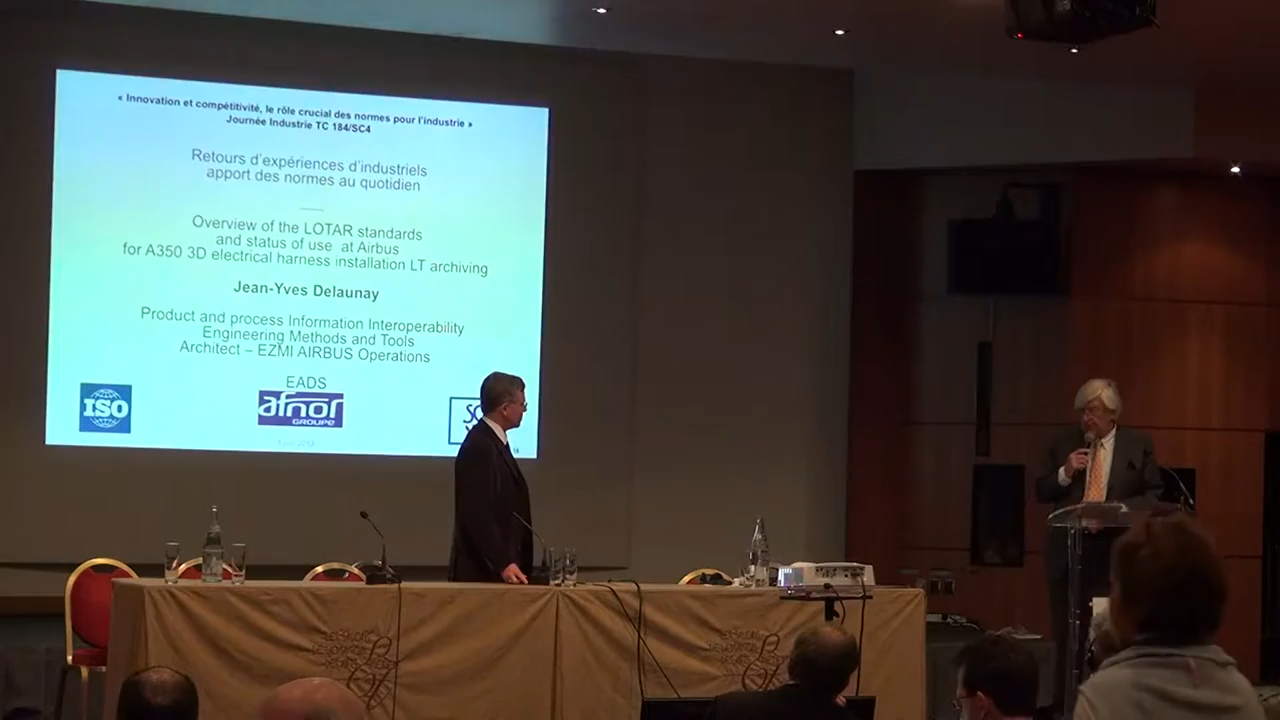 « Innovation et compétitivité, le rôle crucial des normes pour l'industrie »
Journée Industrie TC 184/SC4
Retours d'expériences d'industriels
apport des normes au quotidien
Overview of the LOTAR standards
and status of use at Airbus
for A350 3D electrical harness installation LT archiving
Jean-Yves Delaunay
Product and process Information Interoperability
Engineering Methods and Tools
Architect – EZMI AIRBUS Operations
EADS
ISO
afnor
GROUPE